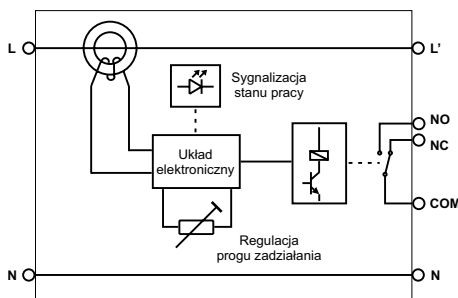 L
L'
Sygnalizacja
stanu pracy
NO
NC
Układ
elektroniczny
COM
Regulacja
progu zadziałania
N
N